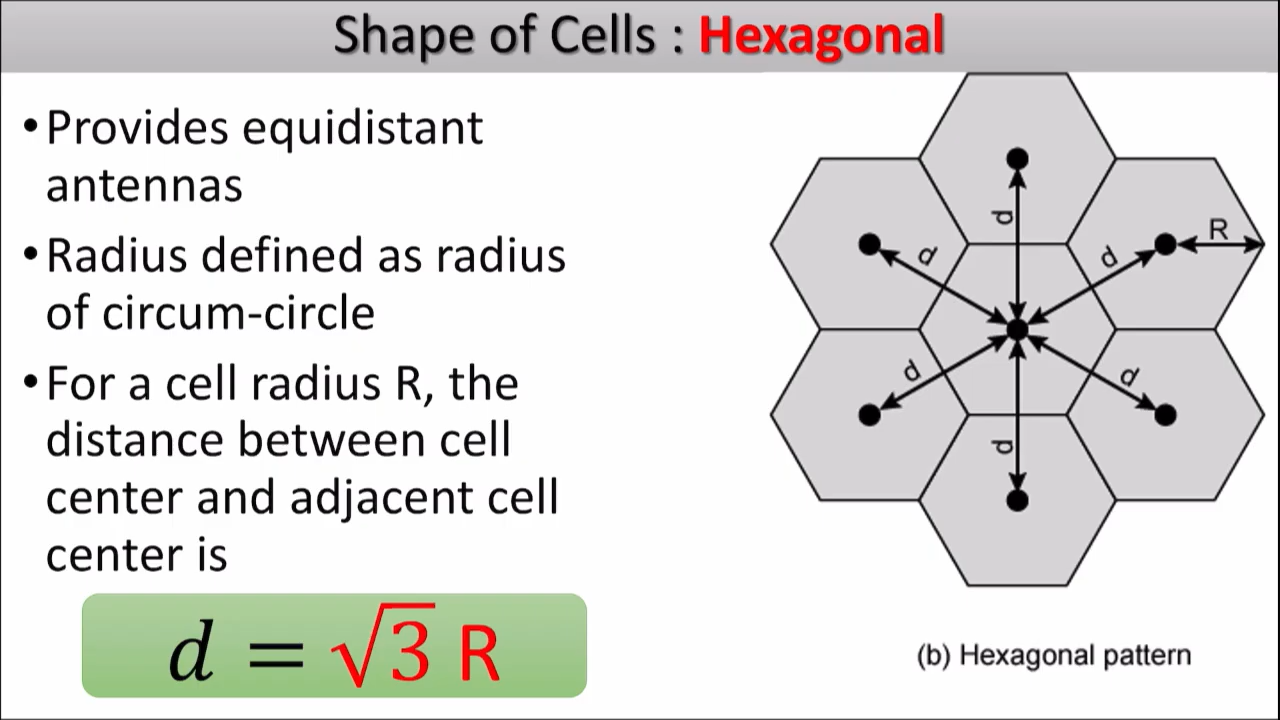 Shape of Cells : Hexagonal
•Provides equidistant
antennas
•Radius defined as radius
of circum-circle
•For a cell radius R, the
distance between cell
center and adjacent cell
center is
d = √3 R
d
R
d
d
d
d
d
(b) Hexagonal pattern